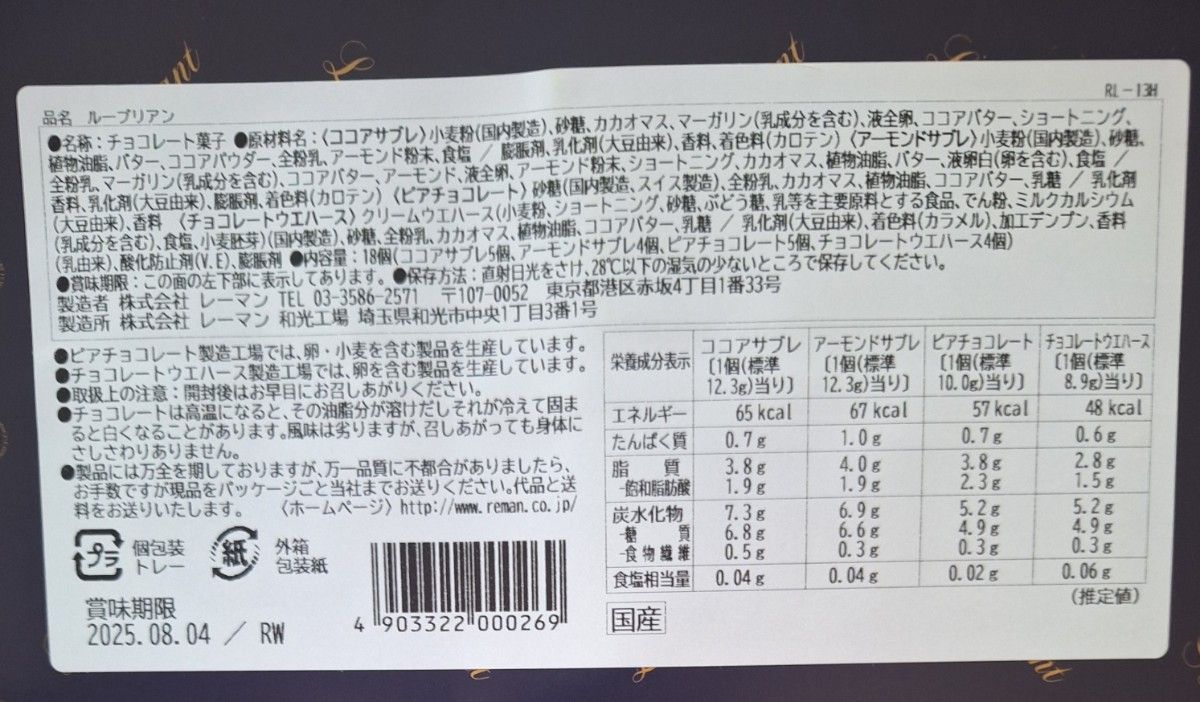 RL-13H
品名 ルーブリアン
●名称:チョコレート菓子 ●原材料名:〈ココアサブレ〉小麦粉(国内製造)、砂糖、カカオマス、マーガリン(乳成分を含む)、液全卵、ココアバター、ショートニング、
植物油脂、バター、ココアパウダー、全粉乳、アーモンド粉末、食塩 / 膨脹剤、乳化剤(大豆由来)、香料、着色料(カロテン) 〈アーモンドサブレ〉小麦粉(国内製造)、砂糖、
全粉乳、マーガリン(乳成分を含む)、ココアバター、アーモンド、液全卵、アーモンド粉末、ショートニング、カカオマス、植物油脂、バター、液卵白(卵を含む)、食塩 /
香料、乳化剤(大豆由来)、膨脹剤、着色料(カロテン) 〈ピアチョコレート〉砂糖(国内製造、スイス製造)、全粉乳、カカオマス、植物油脂、ココアバター、乳糖 / 乳化剤
(大豆由来)、香料 〈チョコレートウエハース〉クリームウエハース(小麦粉、ショートニング、砂糖、ぶどう糖、乳等を主要原料とする食品、でん粉、ミルクカルシウム
(乳成分を含む)、食塩、小麦胚芽)(国内製造)、砂糖、全粉乳、カカオマス、植物油脂、ココアバター、乳糖 / 乳化剤(大豆由来)、着色料(カラメル)、加工デンプン、香料
(乳由来)、酸化防止剤(V.E)、膨脹剤 ●内容量:18個(ココアサブレ5個、アーモンドサブレ4個、ピアチョコレート5個、チョコレートウエハース4個)
●賞味期限:この面の左下部に表示してあります。●保存方法:直射日光をさけ、28℃以下の湿気の少ないところで保存してください。
製造者 株式会社 レーマン TEL 03-3586-2571 〒107-0052 東京都港区赤坂4丁目1番33号
製造所 株式会社 レーマン 和光工場 埼玉県和光市中央1丁目3番1号
●ピアチョコレート製造工場では、卵・小麦を含む製品を生産しています。
●チョコレートウエハース製造工場では、卵を含む製品を生産しています。
●取扱上の注意:開封後はお早目にお召しあがりください。
●チョコレートは高温になると、その油脂分が溶けだしそれが冷えて固ま
ると白くなることがあります。風味は劣りますが、召しあがっても身体に
さしさわりありません。
●製品には万全を期しておりますが、万一品質に不都合がありましたら、
お手数ですが現品をパッケージごと当社までお送りください。代品と送
料をお送りいたします。 〈ホームページ〉http://www.reman.co.jp/
プラ 個包装 トレー 紙 外箱 包装紙
賞味期限
2025.08.04 / RW
4 903322 000269
栄養成分表示 ココアサブレ [1個(標準12.3g)当り] アーモンドサブレ [1個(標準12.3g)当り] ピアチョコレート [1個(標準10.0g)当り] チョコレートウエハース [1個(標準8.9g)当り]
エネルギー 65kcal 67kcal 57kcal 48kcal
たんぱく質 0.7g 1.0g 0.7g 0.6g
脂質 3.8g 4.0g 3.8g 2.8g
-飽和脂肪酸 1.9g 1.9g 2.3g 1.5g
炭水化物 7.3g 6.9g 5.2g 5.2g
-糖質 6.8g 6.6g 4.9g 4.9g
-食物繊維 0.5g 0.3g 0.3g 0.3g
食塩相当量 0.04g 0.04g 0.02g 0.06g
(推定値)
国産